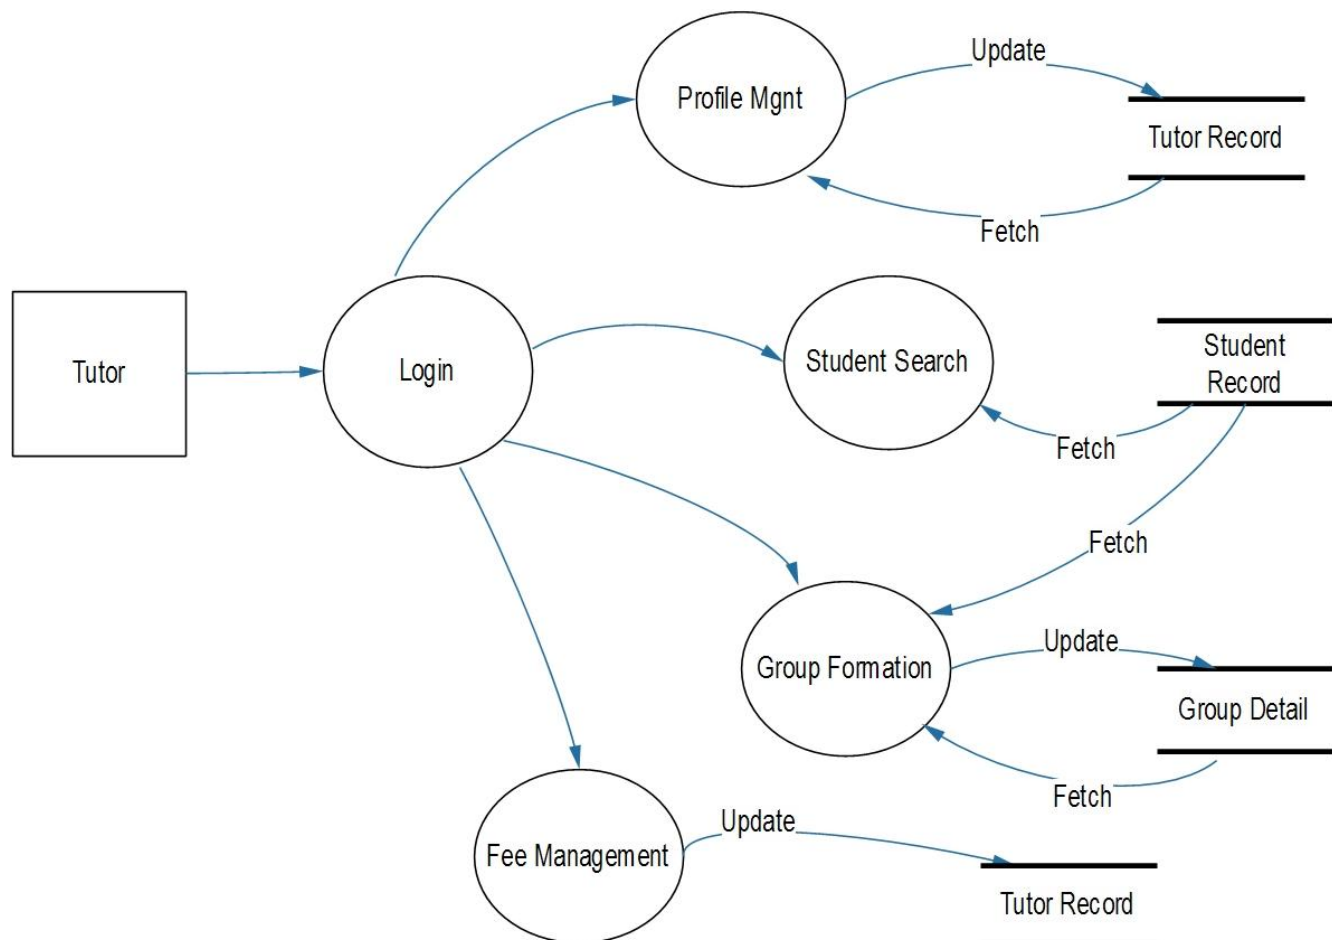 Update
Profile Mgnt
Tutor Record
Fetch
Tutor
Login
Student Search
Student
Record
Fetch
Fetch
Group Formation
Update
Group Detail
Fetch
Update
Fee Management
Tutor Record